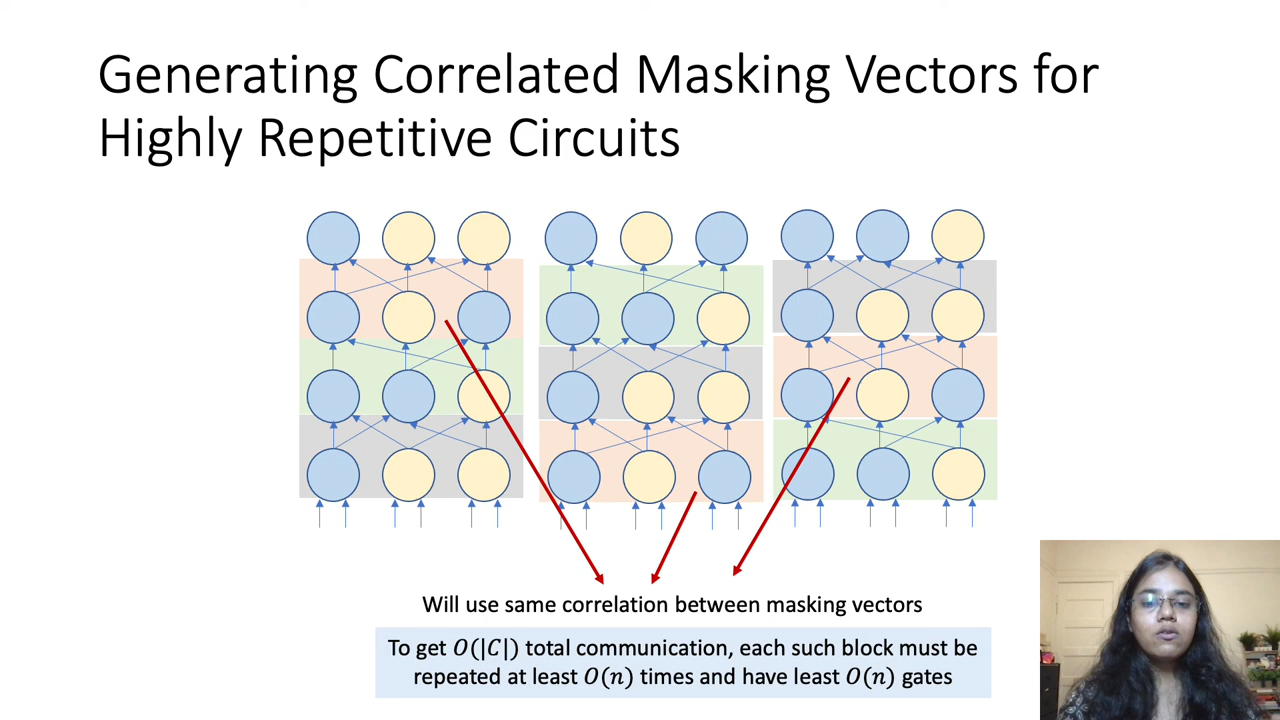 Generating Correlated Masking Vectors for
Highly Repetitive Circuits
Will use same correlation between masking vectors
To get O(|C|) total communication, each such block must be
repeated at least O(n) times and have least O(n) gates